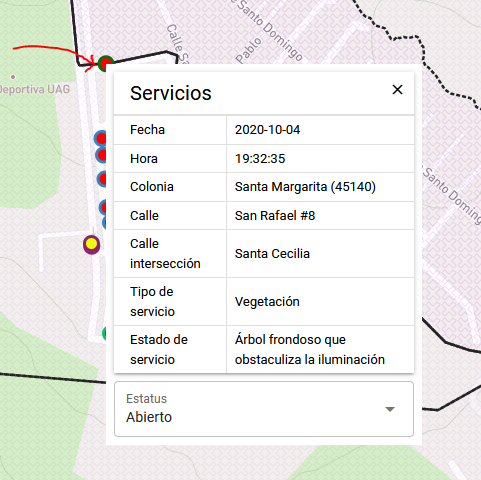 Santo Domingo
Calle Sa
Pablo
Deportiva UAG
Servicios
Fecha 2020-10-04
Hora 19:32:35
Colonia Santa Margarita (45140)
Calle San Rafael #8
Calle
intersección Santa Cecilia
Tipo de
servicio Vegetación
Estado de Árbol frondoso que
servicio obstaculiza la iluminación
Santo Domingo
Estatus
Abierto